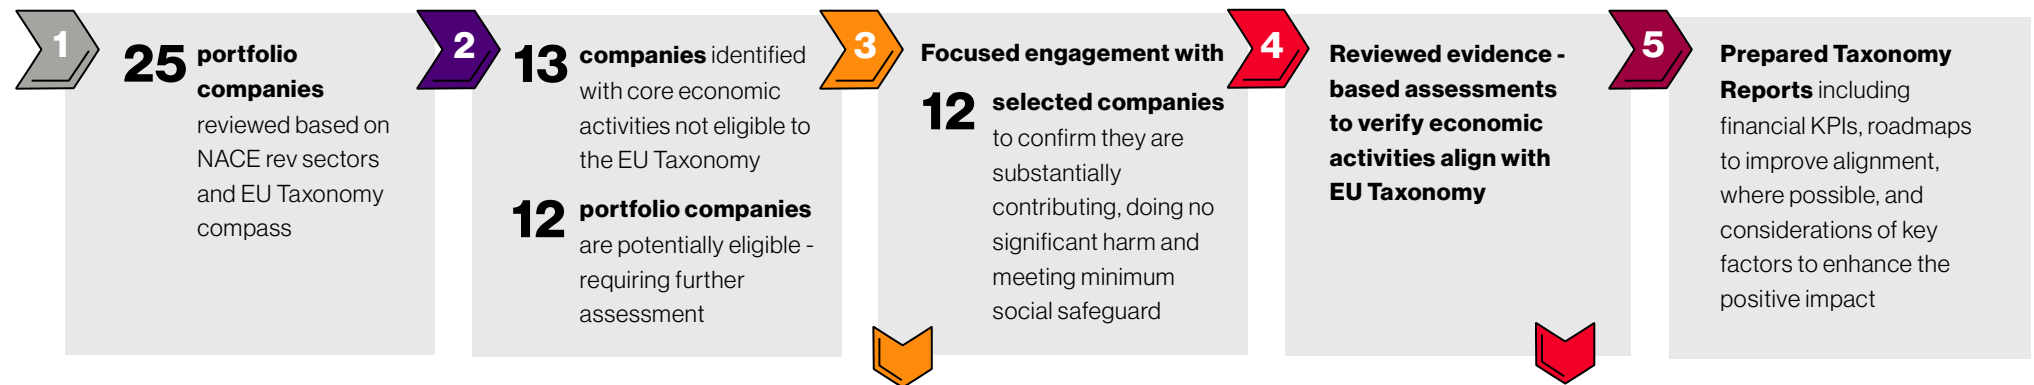 1
25 portfolio
companies
reviewed based on
NACE rev sectors
and EU Taxonomy
compass
2
13 companies identified
with core economic
activities not eligible to
the EU Taxonomy
12 portfolio companies
are potentially eligible -
requiring further
assessment
3
Focused engagement with
12 selected companies
to confirm they are
substantially
contributing, doing no
significant harm and
meeting minimum
social safeguard
4
Reviewed evidence -
based assessments
to verify economic
activities align with
EU Taxonomy
5
Prepared Taxonomy
Reports including
financial KPIs, roadmaps
to improve alignment,
where possible, and
considerations of key
factors to enhance the
positive impact